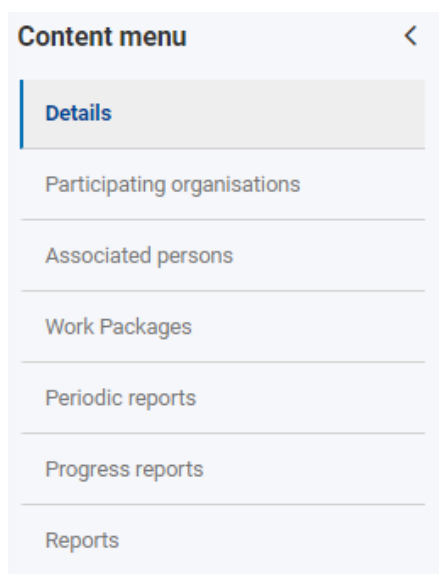 Content menu
Details
Participating organisations
Associated persons
Work Packages
Periodic reports
Progress reports
Reports